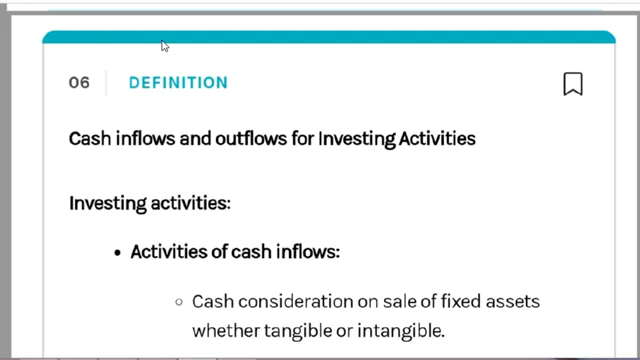 06 DEFINITION
Cash inflows and outflows for Investing Activities
Investing activities:
• Activities of cash inflows:
○ Cash consideration on sale of fixed assets
whether tangible or intangible.